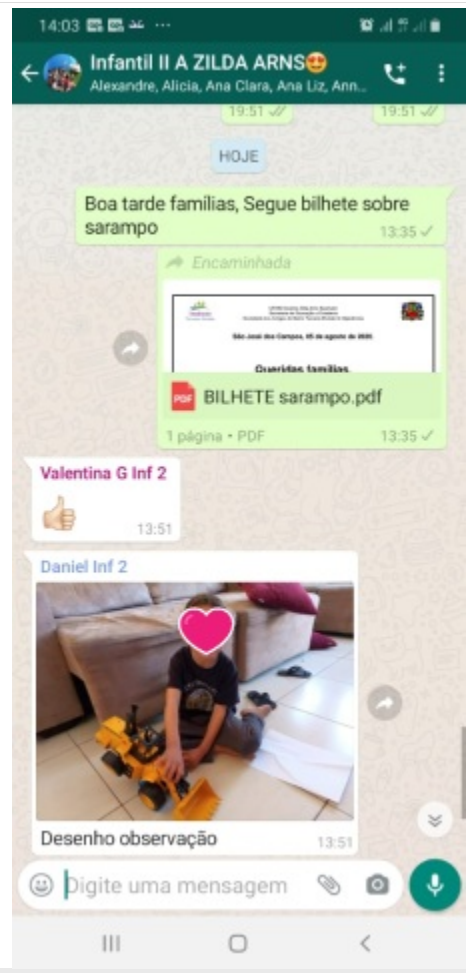 14:03
Infantil II A ZILDA ARNS
Alexandre, Alicia, Ana Clara, Ana Liz, Ann...
19:51
19:51
HOJE
Boa tarde famílias, Segue bilhete sobre
sarampo
13:35
Encaminhada
São José dos Campos, 05 de agosto de 2020.
Queridas famílias,
PDF
BILHETE sarampo.pdf
1 página • PDF
13:35
Valentina G Inf 2
13:51
Daniel Inf 2
Desenho observação
13:51
Digite uma mensagem